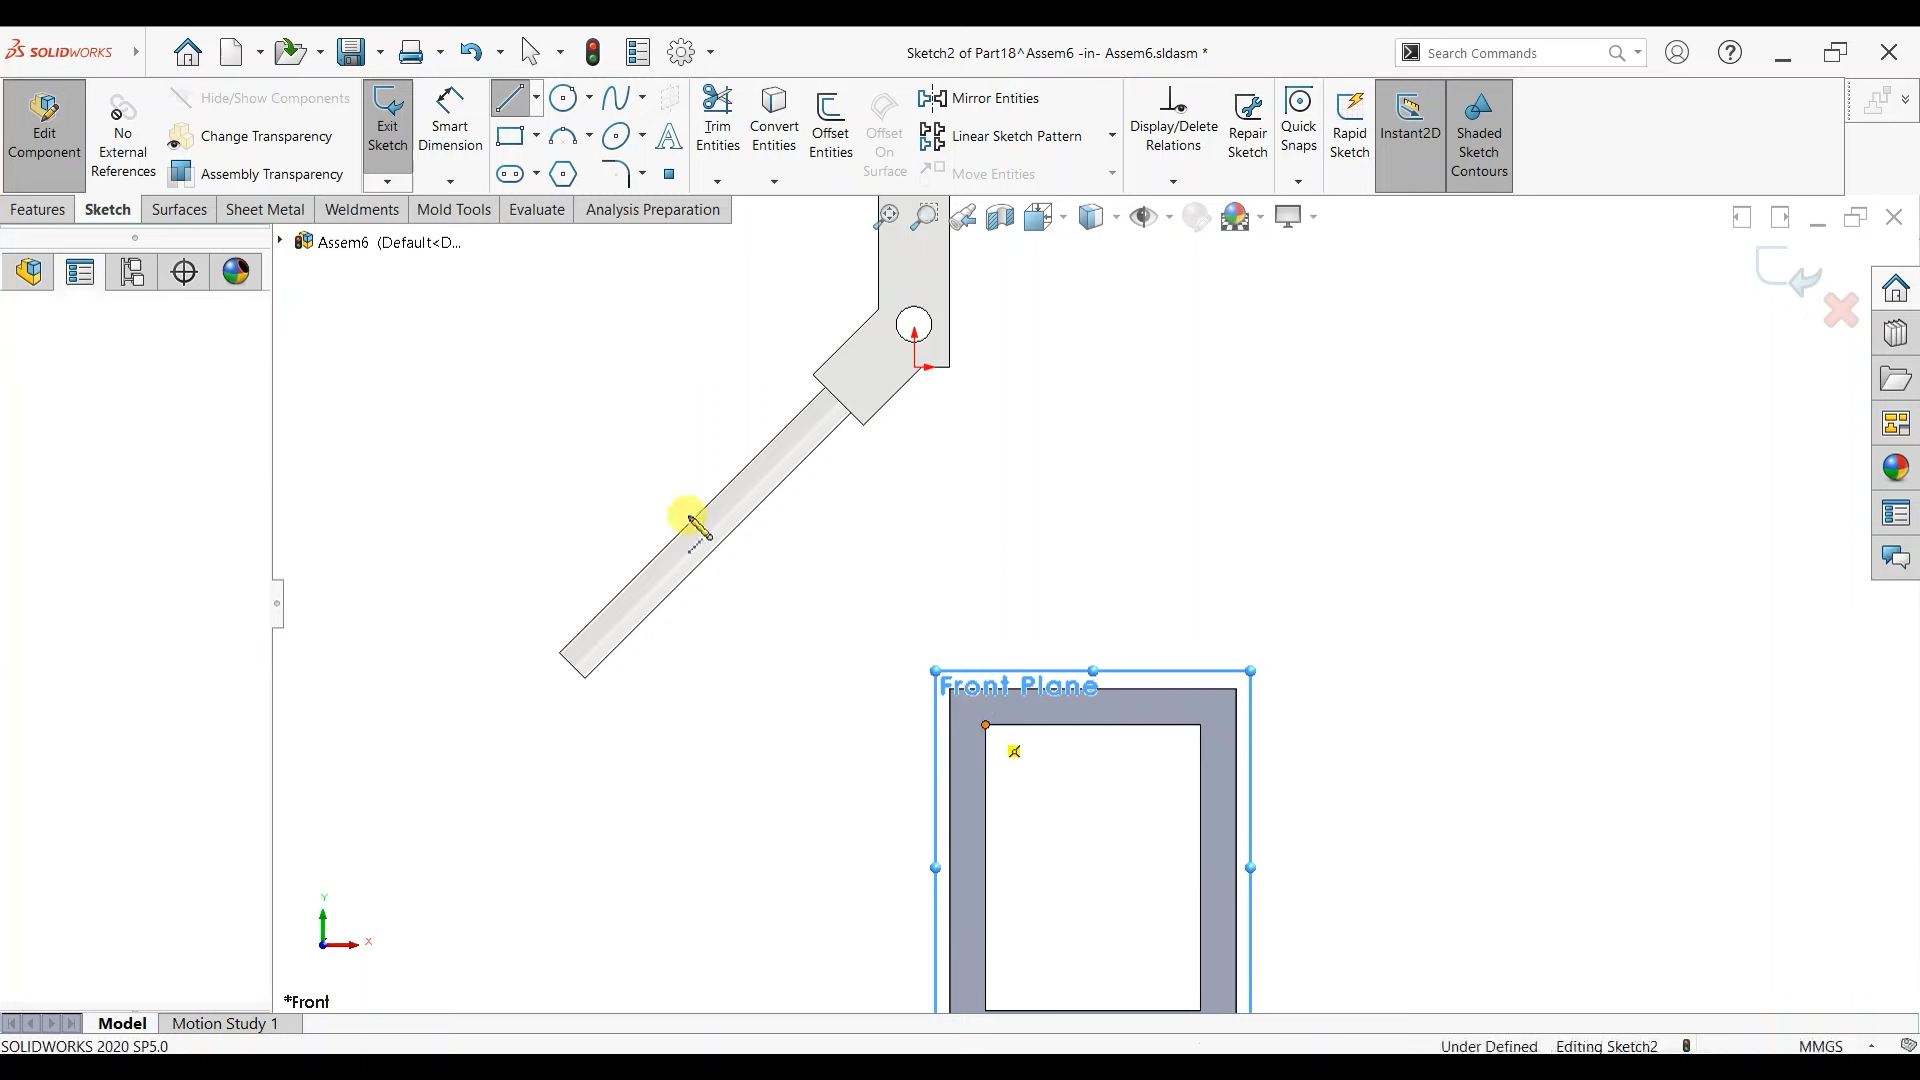 SOLIDWORKS
Sketch2 of Part18^Assem6 -in- Assem6.sldasm *
Search Commands
Edit Component
No External References
Hide/Show Components
Change Transparency
Assembly Transparency
Exit Sketch
Smart Dimension
Trim Entities
Convert Entities
Offset Entities
Offset On Surface
Mirror Entities
Linear Sketch Pattern
Move Entities
Display/Delete Relations
Repair Sketch
Quick Snaps
Rapid Sketch
Instant2D
Shaded Sketch Contours
Features
Sketch
Surfaces
Sheet Metal
Weldments
Mold Tools
Evaluate
Analysis Preparation
Assem6 (Default<D...
Front Plane
Y
X
*Front
Model
Motion Study 1
SOLIDWORKS 2020 SP5.0
Under Defined
Editing Sketch2
MMGS